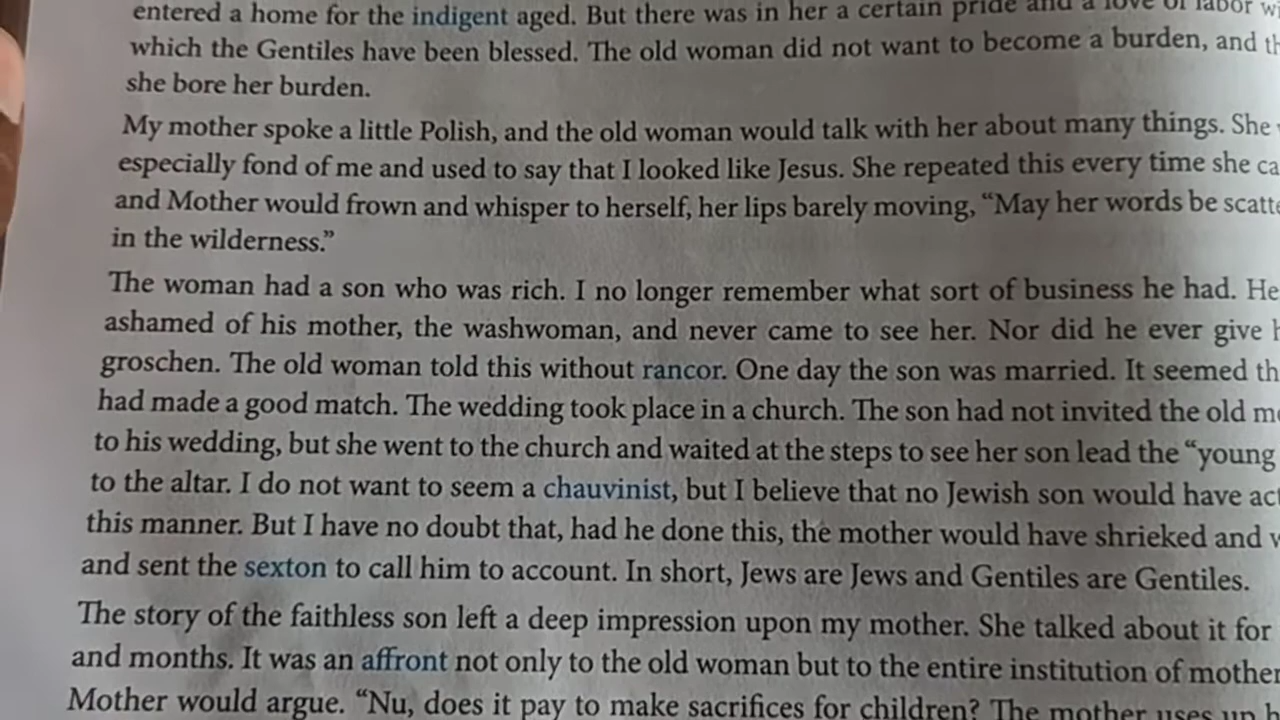 entered a home for the indigent aged. But there was in her a certain pride and a love of labor
which the Gentiles have been blessed. The old woman did not want to become a burden, and
she bore her burden.
My mother spoke a little Polish, and the old woman would talk with her about many things. She
especially fond of me and used to say that I looked like Jesus. She repeated this every time she
and Mother would frown and whisper to herself, her lips barely moving, “May her words be
in the wilderness.”
The woman had a son who was rich. I no longer remember what sort of business he had. He
ashamed of his mother, the washwoman, and never came to see her. Nor did he ever give
groschen. The old woman told this without rancor. One day the son was married. It seemed
had made a good match. The wedding took place in a church. The son had not invited the old
to his wedding, but she went to the church and waited at the steps to see her son lead the “young
to the altar. I do not want to seem a chauvinist, but I believe that no Jewish son would have
this manner. But I have no doubt that, had he done this, the mother would have shrieked and
and sent the sexton to call him to account. In short, Jews are Jews and Gentiles are Gentiles.
The story of the faithless son left a deep impression upon my mother. She talked about it for
and months. It was an affront not only to the old woman but to the entire institution of
Mother would argue. “Nu, does it pay to make sacrifices for children? The mother uses up